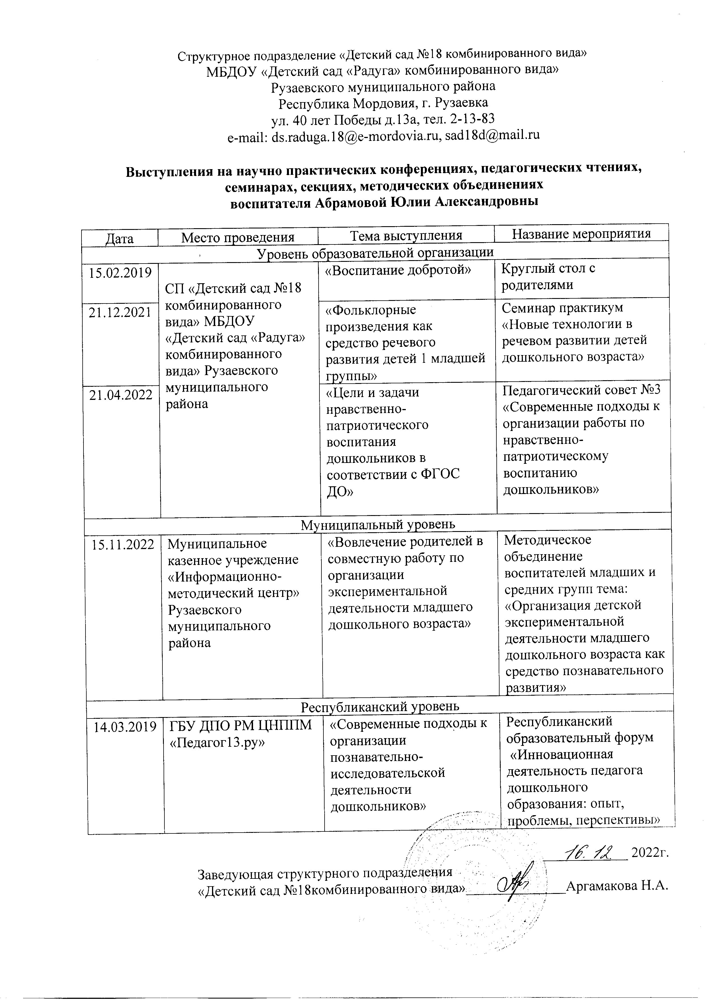 Структурное подразделение «Детский сад №18 комбинированного вида»
МБДОУ «Детский сад «Радуга» комбинированного вида»
Рузаевского муниципального района
Республика Мордовия, г. Рузаевка
ул. 40 лет Победы д.13а, тел. 2-13-83
e-mail: ds.raduga.18@e-mordovia.ru, sad18d@mail.ru
Выступления на научно практических конференциях, педагогических чтениях,
семинарах, секциях, методических объединениях
воспитателя Абрамовой Юлии Александровны
Дата Место проведения Тема выступления Название мероприятия
Уровень образовательной организации
15.02.2019
СП «Детский сад №18
комбинированного
вида» МБДОУ
«Детский сад «Радуга»
комбинированного
вида» Рузаевского
муниципального
района
«Воспитание добротой»
Круглый стол с
родителями
21.12.2021
«Фольклорные
произведения как
средство речевого
развития детей 1 младшей
группы»
Семинар практикум
«Новые технологии в
речевом развитии детей
дошкольного возраста»
21.04.2022
«Цели и задачи
нравственно-
патриотического
воспитания
дошкольников в
соответствии с ФГОС
ДО»
Педагогический совет №3
«Современные подходы к
организации работы по
нравственно-
патриотическому
воспитанию
дошкольников»
Муниципальный уровень
15.11.2022
Муниципальное
казенное учреждение
«Информационно-
методический центр»
Рузаевского
муниципального
района
«Вовлечение родителей в
совместную работу по
организации
экспериментальной
деятельности младшего
дошкольного возраста»
Методическое
объединение
воспитателей младших и
средних групп тема:
«Организация детской
экспериментальной
деятельности младшего
дошкольного возраста как
средство познавательного
развития»
Республиканский уровень
14.03.2019
ГБУ ДПО РМ ЦНППМ
«Педагог13.ру»
«Современные подходы к
организации
познавательно-
исследовательской
деятельности
дошкольников»
Республиканский
образовательный форум
«Инновационная
деятельность педагога
дошкольного
образования: опыт,
проблемы, перспективы»
16.12. 2022г.
Заведующая структурного подразделения
«Детский сад №18комбинированного вида» Аргамакова Н.А.